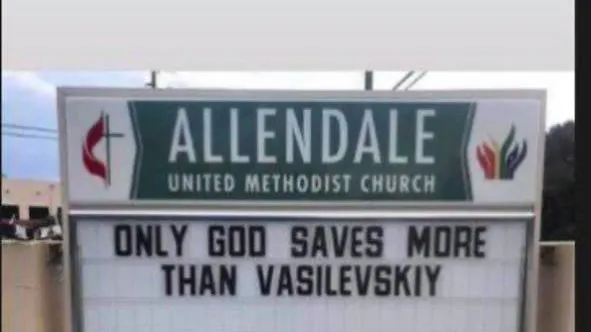 ALLENDALE
UNITED METHODIST CHURCH
ONLY GOD SAVES MORE
THAN VASILEVSKIY